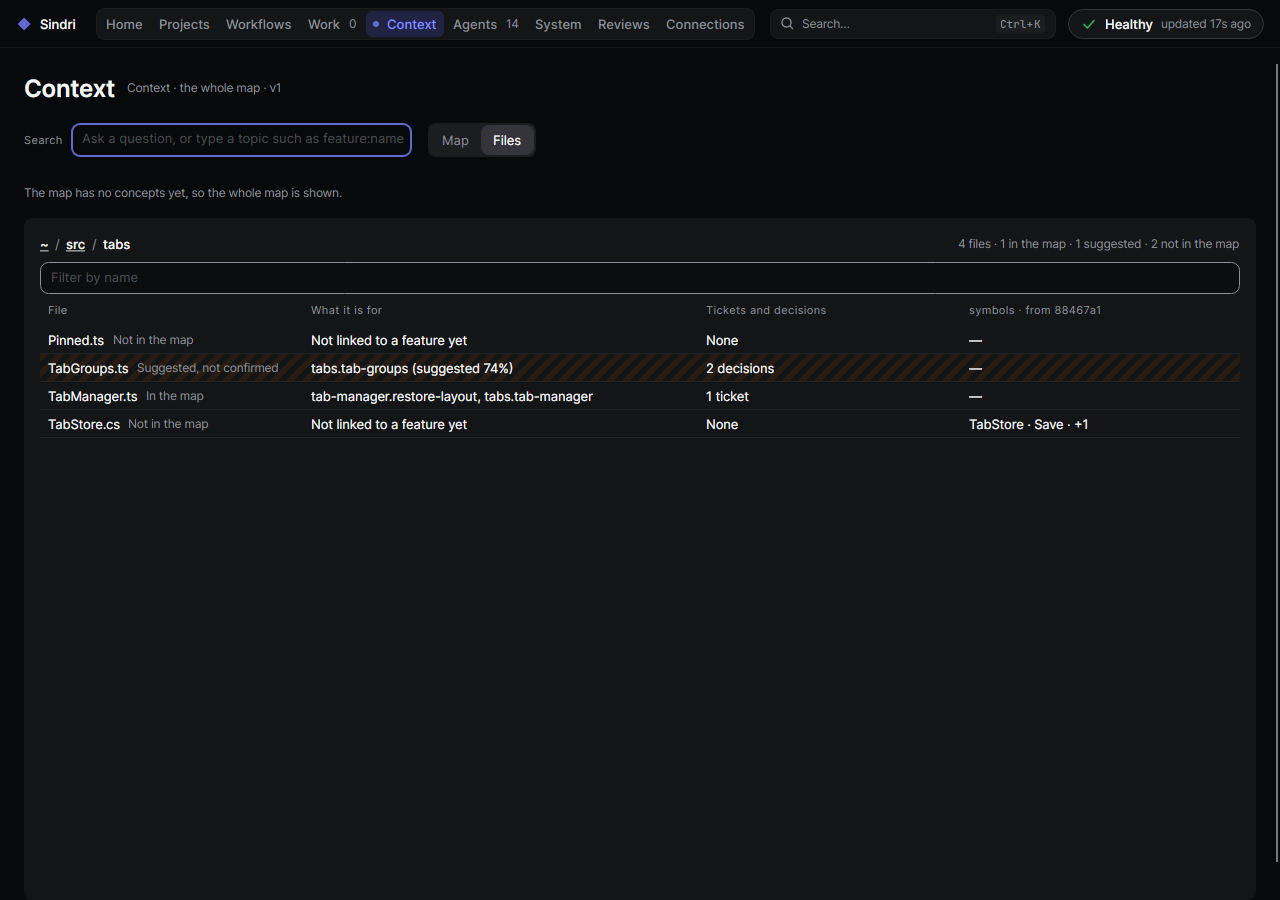 Sindri Home Projects Workflows Work 0 Context Agents 14 System Reviews Connections Search... Ctrl+K Healthy updated 17s ago
Context Context · the whole map · v1
Search Ask a question, or type a topic such as feature:name Map Files
The map has no concepts yet, so the whole map is shown.
~ / src / tabs 4 files · 1 in the map · 1 suggested · 2 not in the map
Filter by name
File What it is for Tickets and decisions symbols · from 88467a1
Pinned.ts Not in the map Not linked to a feature yet None —
TabGroups.ts Suggested, not confirmed tabs.tab-groups (suggested 74%) 2 decisions —
TabManager.ts In the map tab-manager.restore-layout, tabs.tab-manager 1 ticket —
TabStore.cs Not in the map Not linked to a feature yet None TabStore · Save · +1